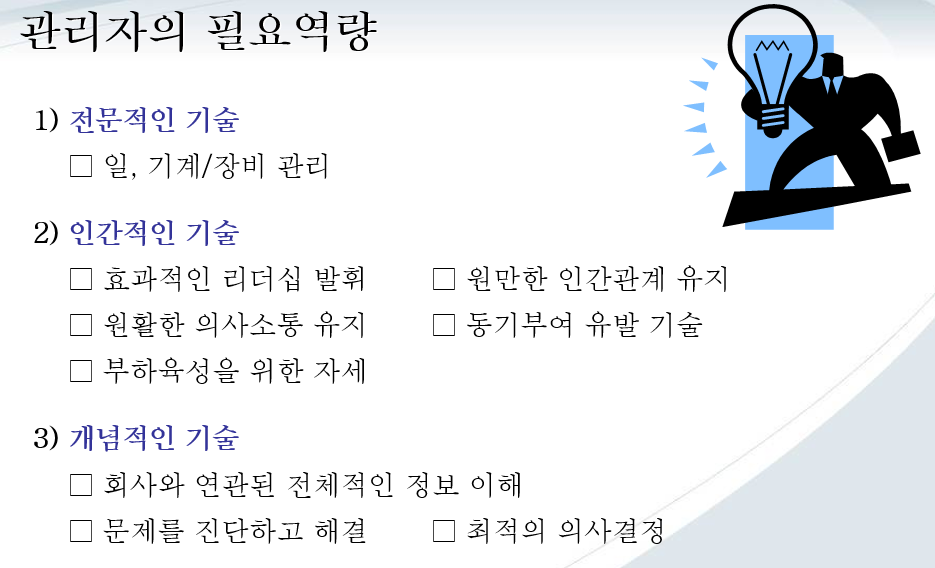 관리자의 필요역량
1) 전문적인 기술
□ 일, 기계/장비 관리
2) 인간적인 기술
□ 효과적인 리더십 발휘 □ 원만한 인간관계 유지
□ 원활한 의사소통 유지 □ 동기부여 유발 기술
□ 부하육성을 위한 자세
3) 개념적인 기술
□ 회사와 연관된 전체적인 정보 이해
□ 문제를 진단하고 해결 □ 최적의 의사결정